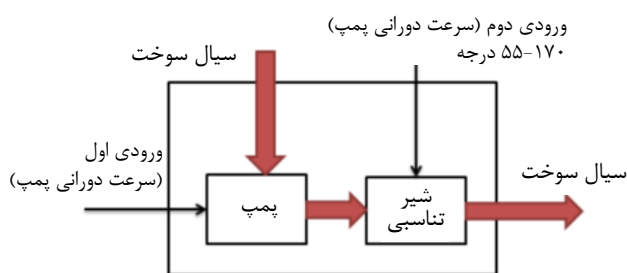 ورودی دوم (سرعت دورانی پمپ)
۵۵-۱۷۰ درجه
سیال سوخت
ورودی اول
(سرعت دورانی پمپ)
پمپ
شیر
تناسبی
سیال سوخت